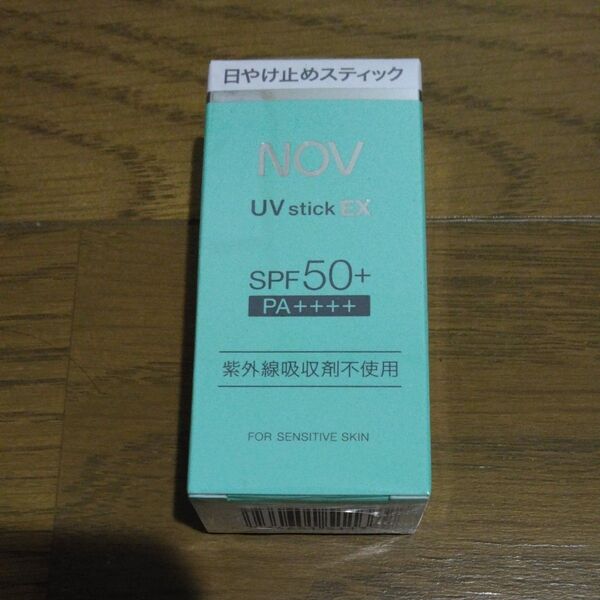 日やけ止めスティック
NOV
UV stick EX
SPF50+
PA++++
紫外線吸収剤不使用
FOR SENSITIVE SKIN